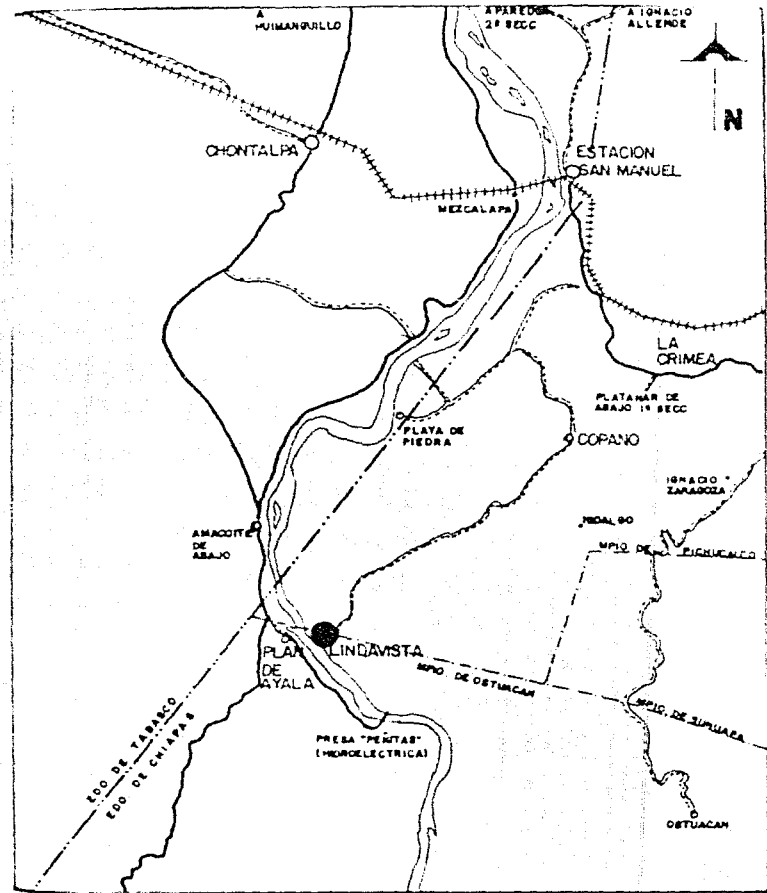 A
HUIMANGUILLO
A PAREDON
2ª SECC
A IGNACIO
ALLENDE
N
CHONTALPA
ESTACION
SAN MANUEL
MEZCALAPA
LA
CRIMEA
PLATANAR DE
ABAJO 1ª SECC
PLAYA DE
PIEDRA
COPANO
IGNACIO
ZARAGOZA
HIDALGO
AMACOITE
DE
ABAJO
MPIO DE PICHUCALCO
PLAN
DE
AYALA
LINDAVISTA
MPIO. DE OSTUACAN
MPIO DE SUNUAPA
PRESA "PEÑITAS"
(HIDROELECTRICA)
EDO DE TABASCO
EDO DE CHIAPAS
OSTUACAN